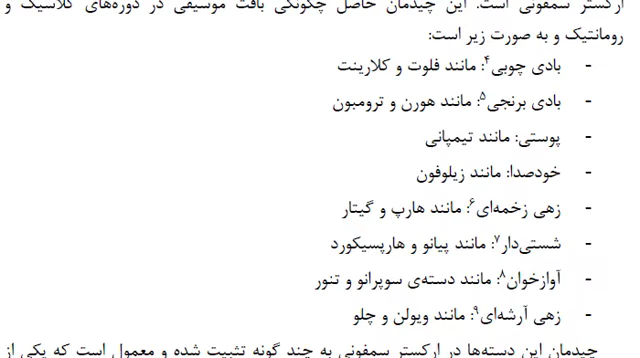 ارکستر سمفونی است. این چیدمان حاصل چگونگی بافت موسیقی در دوره‌های کلاسیک و
رومانتیک و به صورت زیر است:
- بادی چوبی۴: مانند فلوت و کلارینت
- بادی برنجی۵: مانند هورن و ترومبون
- پوستی: مانند تیمپانی
- خودصدا: مانند زیلوفون
- زهی زخمه‌ای۶: مانند هارپ و گیتار
- شستی‌دار۷: مانند پیانو و هارپسیکورد
- آوازخوان۸: مانند دسته‌ی سوپرانو و تنور
- زهی آرشه‌ای۹: مانند ویولن و چلو
چیدمان این دسته‌ها در ارکستر سمفونی به چند گونه تثبیت شده و معمول است که یکی از